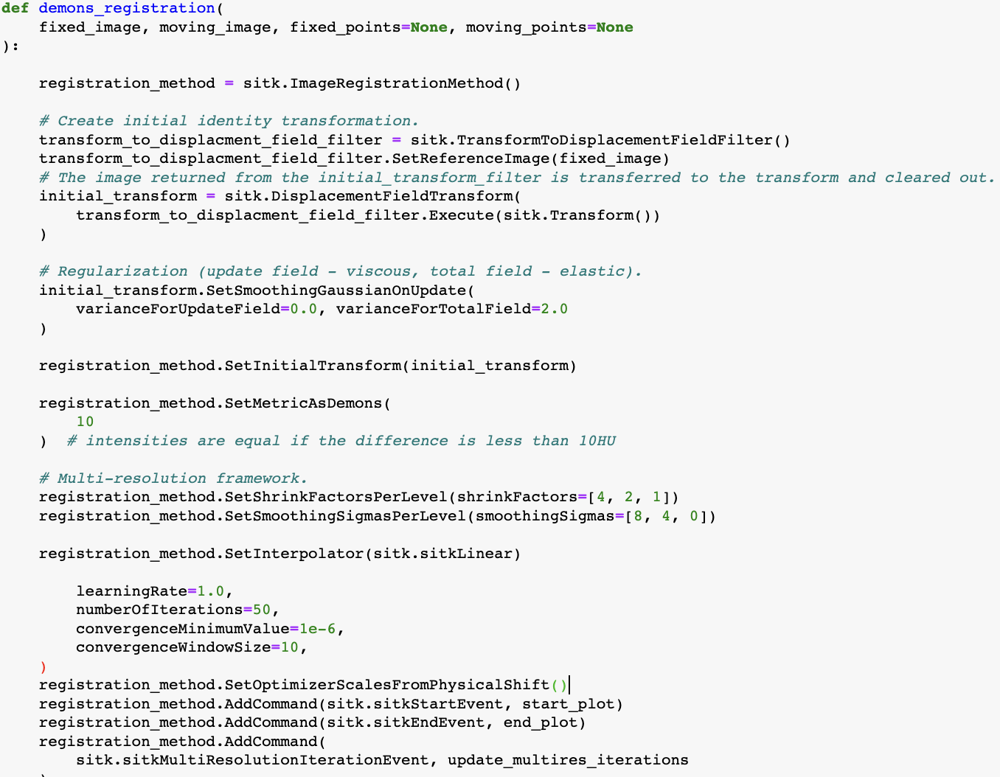 def demons_registration(
    fixed_image, moving_image, fixed_points=None, moving_points=None
):
    registration_method = sitk.ImageRegistrationMethod()
    # Create initial identity transformation.
    transform_to_displacment_field_filter = sitk.TransformToDisplacementFieldFilter()
    transform_to_displacment_field_filter.SetReferenceImage(fixed_image)
    # The image returned from the initial_transform_filter is transferred to the transform and cleared out.
    initial_transform = sitk.DisplacementFieldTransform(
        transform_to_displacment_field_filter.Execute(sitk.Transform())
    )
    # Regularization (update field - viscous, total field - elastic).
    initial_transform.SetSmoothingGaussianOnUpdate(
        varianceForUpdateField=0.0, varianceForTotalField=2.0
    )
    registration_method.SetInitialTransform(initial_transform)
    registration_method.SetMetricAsDemons(
        10
    )  # intensities are equal if the difference is less than 10HU
    # Multi-resolution framework.
    registration_method.SetShrinkFactorsPerLevel(shrinkFactors=[4, 2, 1])
    registration_method.SetSmoothingSigmasPerLevel(smoothingSigmas=[8, 4, 0])
    registration_method.SetInterpolator(sitk.sitkLinear)
        learningRate=1.0,
        numberOfIterations=50,
        convergenceMinimumValue=1e-6,
        convergenceWindowSize=10,
    )
    registration_method.SetOptimizerScalesFromPhysicalShift()
    registration_method.AddCommand(sitk.sitkStartEvent, start_plot)
    registration_method.AddCommand(sitk.sitkEndEvent, end_plot)
    registration_method.AddCommand(
        sitk.sitkMultiResolutionIterationEvent, update_multires_iterations